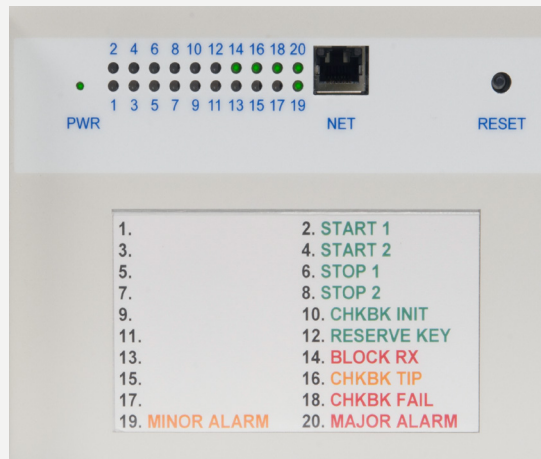 2 4 6 8 10 12 14 16 18 20
1 3 5 7 9 11 13 15 17 19
PWR NET RESET
1. 2. START 1
3. 4. START 2
5. 6. STOP 1
7. 8. STOP 2
9. 10. CHKBK INIT
11. 12. RESERVE KEY
13. 14. BLOCK RX
15. 16. CHKBK TIP
17. 18. CHKBK FAIL
19. MINOR ALARM 20. MAJOR ALARM